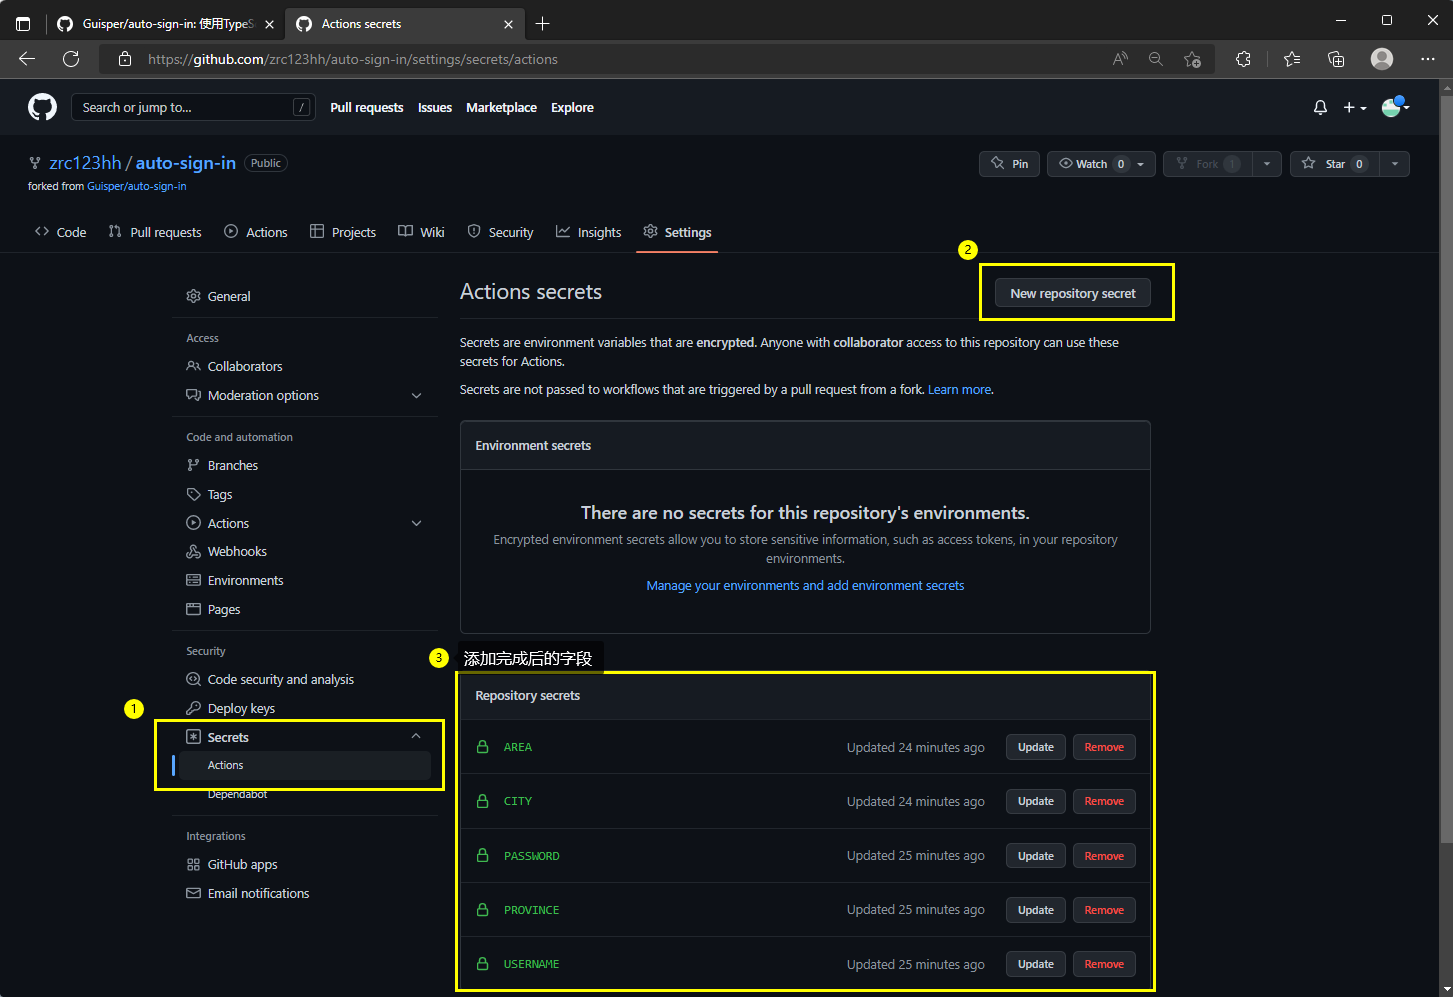 Guisper/auto-sign-in: 使用TypeS
Actions secrets
https://github.com/zrc123hh/auto-sign-in/settings/secrets/actions
Search or jump to...
/
Pull requests
Issues
Marketplace
Explore
zrc123hh / auto-sign-in
Public
forked from Guisper/auto-sign-in
Pin
Watch 0
Fork 1
Star 0
Code
Pull requests
Actions
Projects
Wiki
Security
Insights
Settings
2
General
Access
Collaborators
Moderation options
Code and automation
Branches
Tags
Actions
Webhooks
Environments
Pages
Security
Code security and analysis
Deploy keys
1
Secrets
Actions
Dependabot
Integrations
GitHub apps
Email notifications
Actions secrets
New repository secret
Secrets are environment variables that are encrypted. Anyone with collaborator access to this repository can use these
secrets for Actions.
Secrets are not passed to workflows that are triggered by a pull request from a fork. Learn more.
Environment secrets
There are no secrets for this repository's environments.
Encrypted environment secrets allow you to store sensitive information, such as access tokens, in your repository
environments.
Manage your environments and add environment secrets
3
添加完成后的字段
Repository secrets
AREA Updated 24 minutes ago Update Remove
CITY Updated 24 minutes ago Update Remove
PASSWORD Updated 25 minutes ago Update Remove
PROVINCE Updated 25 minutes ago Update Remove
USERNAME Updated 25 minutes ago Update Remove